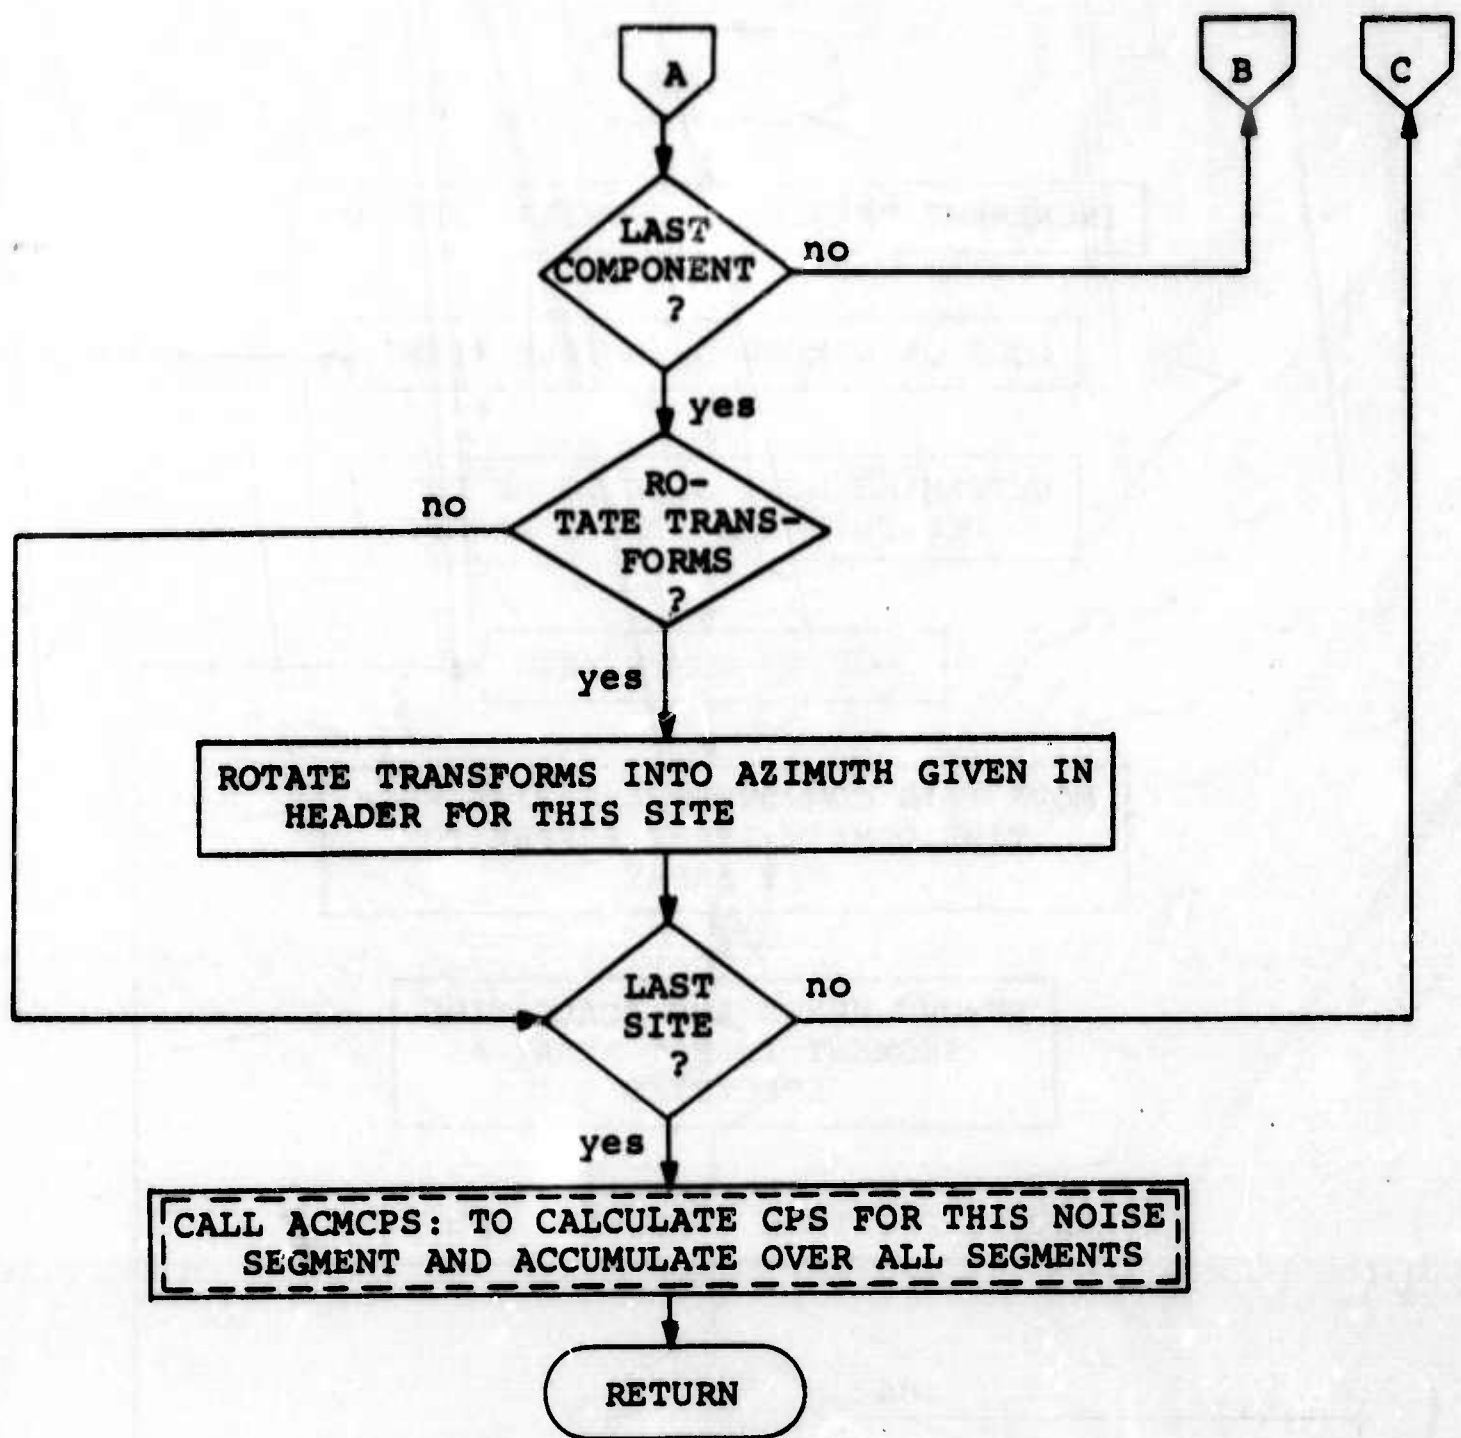 A
B
C
LAST
COMPONENT
?
no
yes
RO-
TATE TRANS-
FORMS
?
no
yes
ROTATE TRANSFORMS INTO AZIMUTH GIVEN IN
HEADER FOR THIS SITE
LAST
SITE
?
no
yes
CALL ACMCPS: TO CALCULATE CPS FOR THIS NOISE
SEGMENT AND ACCUMULATE OVER ALL SEGMENTS
RETURN